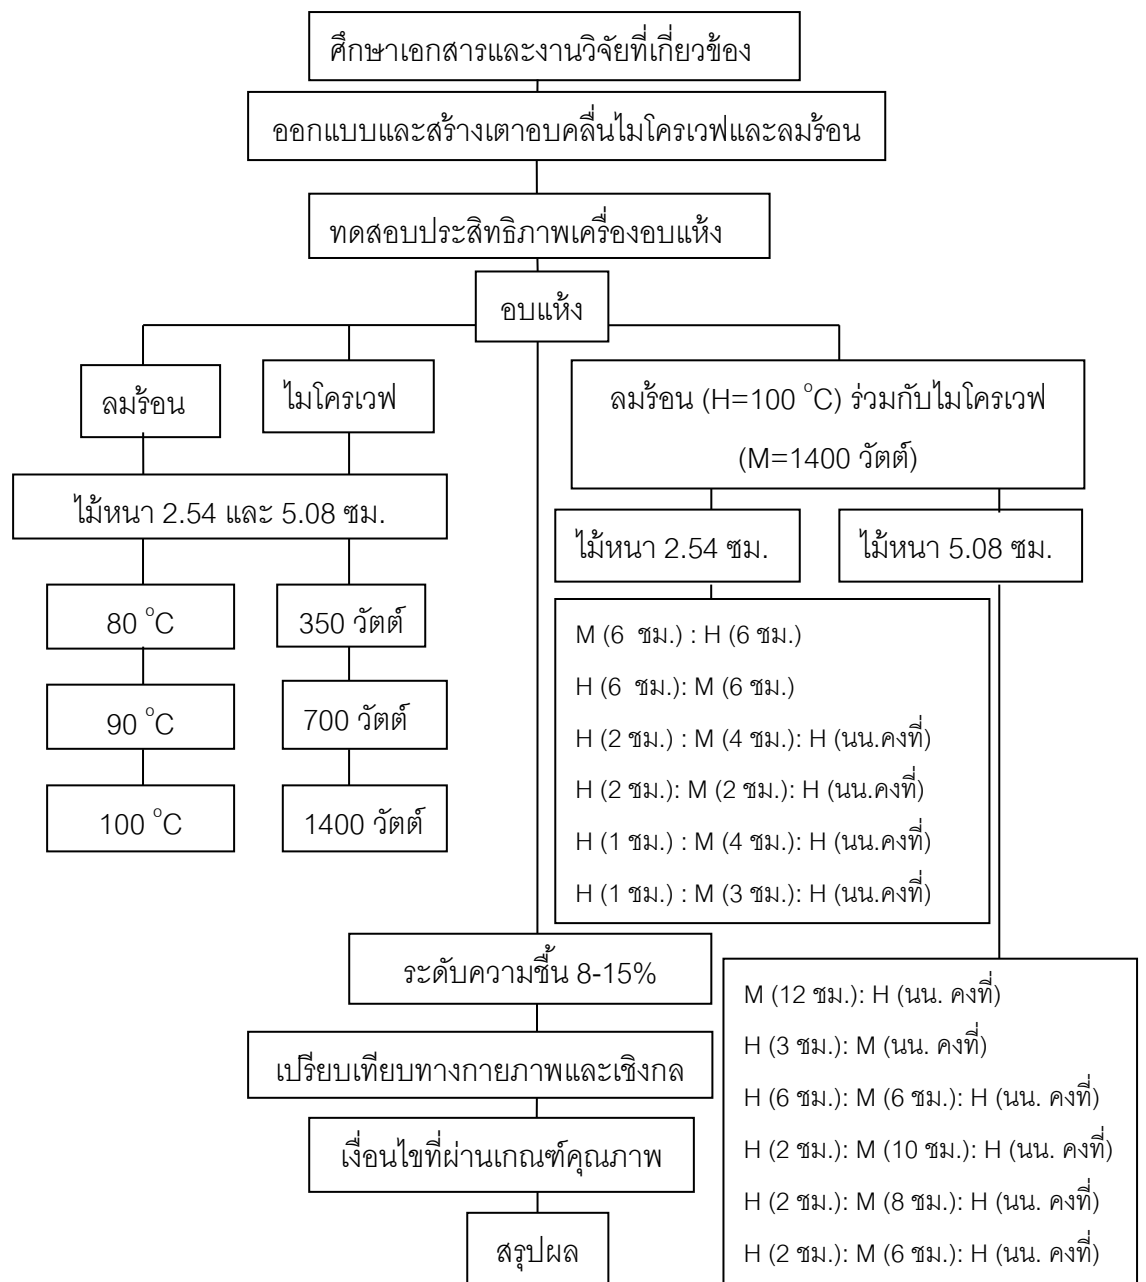 ศึกษาเอกสารและงานวิจัยที่เกี่ยวข้อง
ออกแบบและสร้างเตาอบคลื่นไมโครเวฟและลมร้อน
ทดสอบประสิทธิภาพเครื่องอบแห้ง
อบแห้ง
ลมร้อน
ไมโครเวฟ
ไม้หนา 2.54 และ 5.08 ซม.
80 °C
350 วัตต์
90 °C
700 วัตต์
100 °C
1400 วัตต์
ลมร้อน (H=100 °C) ร่วมกับไมโครเวฟ
(M=1400 วัตต์)
ไม้หนา 2.54 ซม.
ไม้หนา 5.08 ซม.
M (6 ชม.) : H (6 ชม.)
H (6 ชม.): M (6 ชม.)
H (2 ชม.) : M (4 ชม.): H (นน.คงที่)
H (2 ชม.): M (2 ชม.): H (นน.คงที่)
H (1 ชม.) : M (4 ชม.): H (นน.คงที่)
H (1 ชม.) : M (3 ชม.): H (นน.คงที่)
M (12 ชม.): H (นน. คงที่)
H (3 ชม.): M (นน. คงที่)
H (6 ชม.): M (6 ชม.): H (นน. คงที่)
H (2 ชม.): M (10 ชม.): H (นน. คงที่)
H (2 ชม.): M (8 ชม.): H (นน. คงที่)
H (2 ชม.): M (6 ชม.): H (นน. คงที่)
ระดับความชื้น 8-15%
เปรียบเทียบทางกายภาพและเชิงกล
เงื่อนไขที่ผ่านเกณฑ์คุณภาพ
สรุปผล